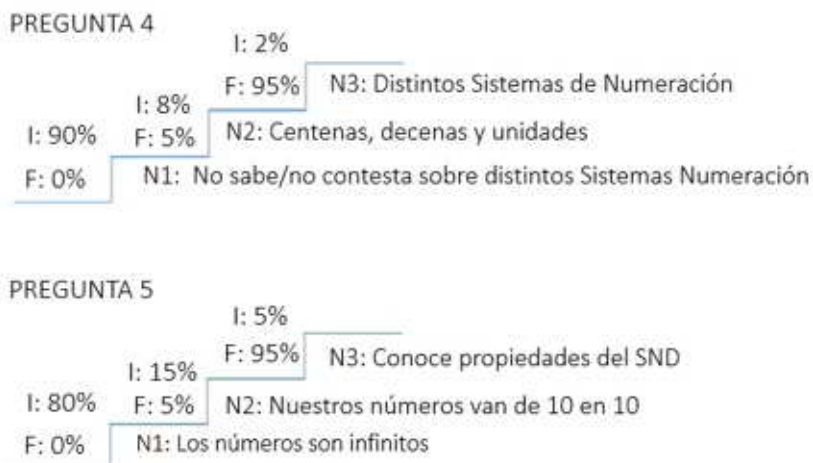 PREGUNTA 4
I: 2%
F: 95% N3: Distintos Sistemas de Numeración
I: 8%
F: 5% N2: Centenas, decenas y unidades
I: 90%
F: 0% N1: No sabe/no contesta sobre distintos Sistemas Numeración
PREGUNTA 5
I: 5%
F: 95% N3: Conoce propiedades del SND
I: 15%
F: 5% N2: Nuestros números van de 10 en 10
I: 80%
F: 0% N1: Los números son infinitos